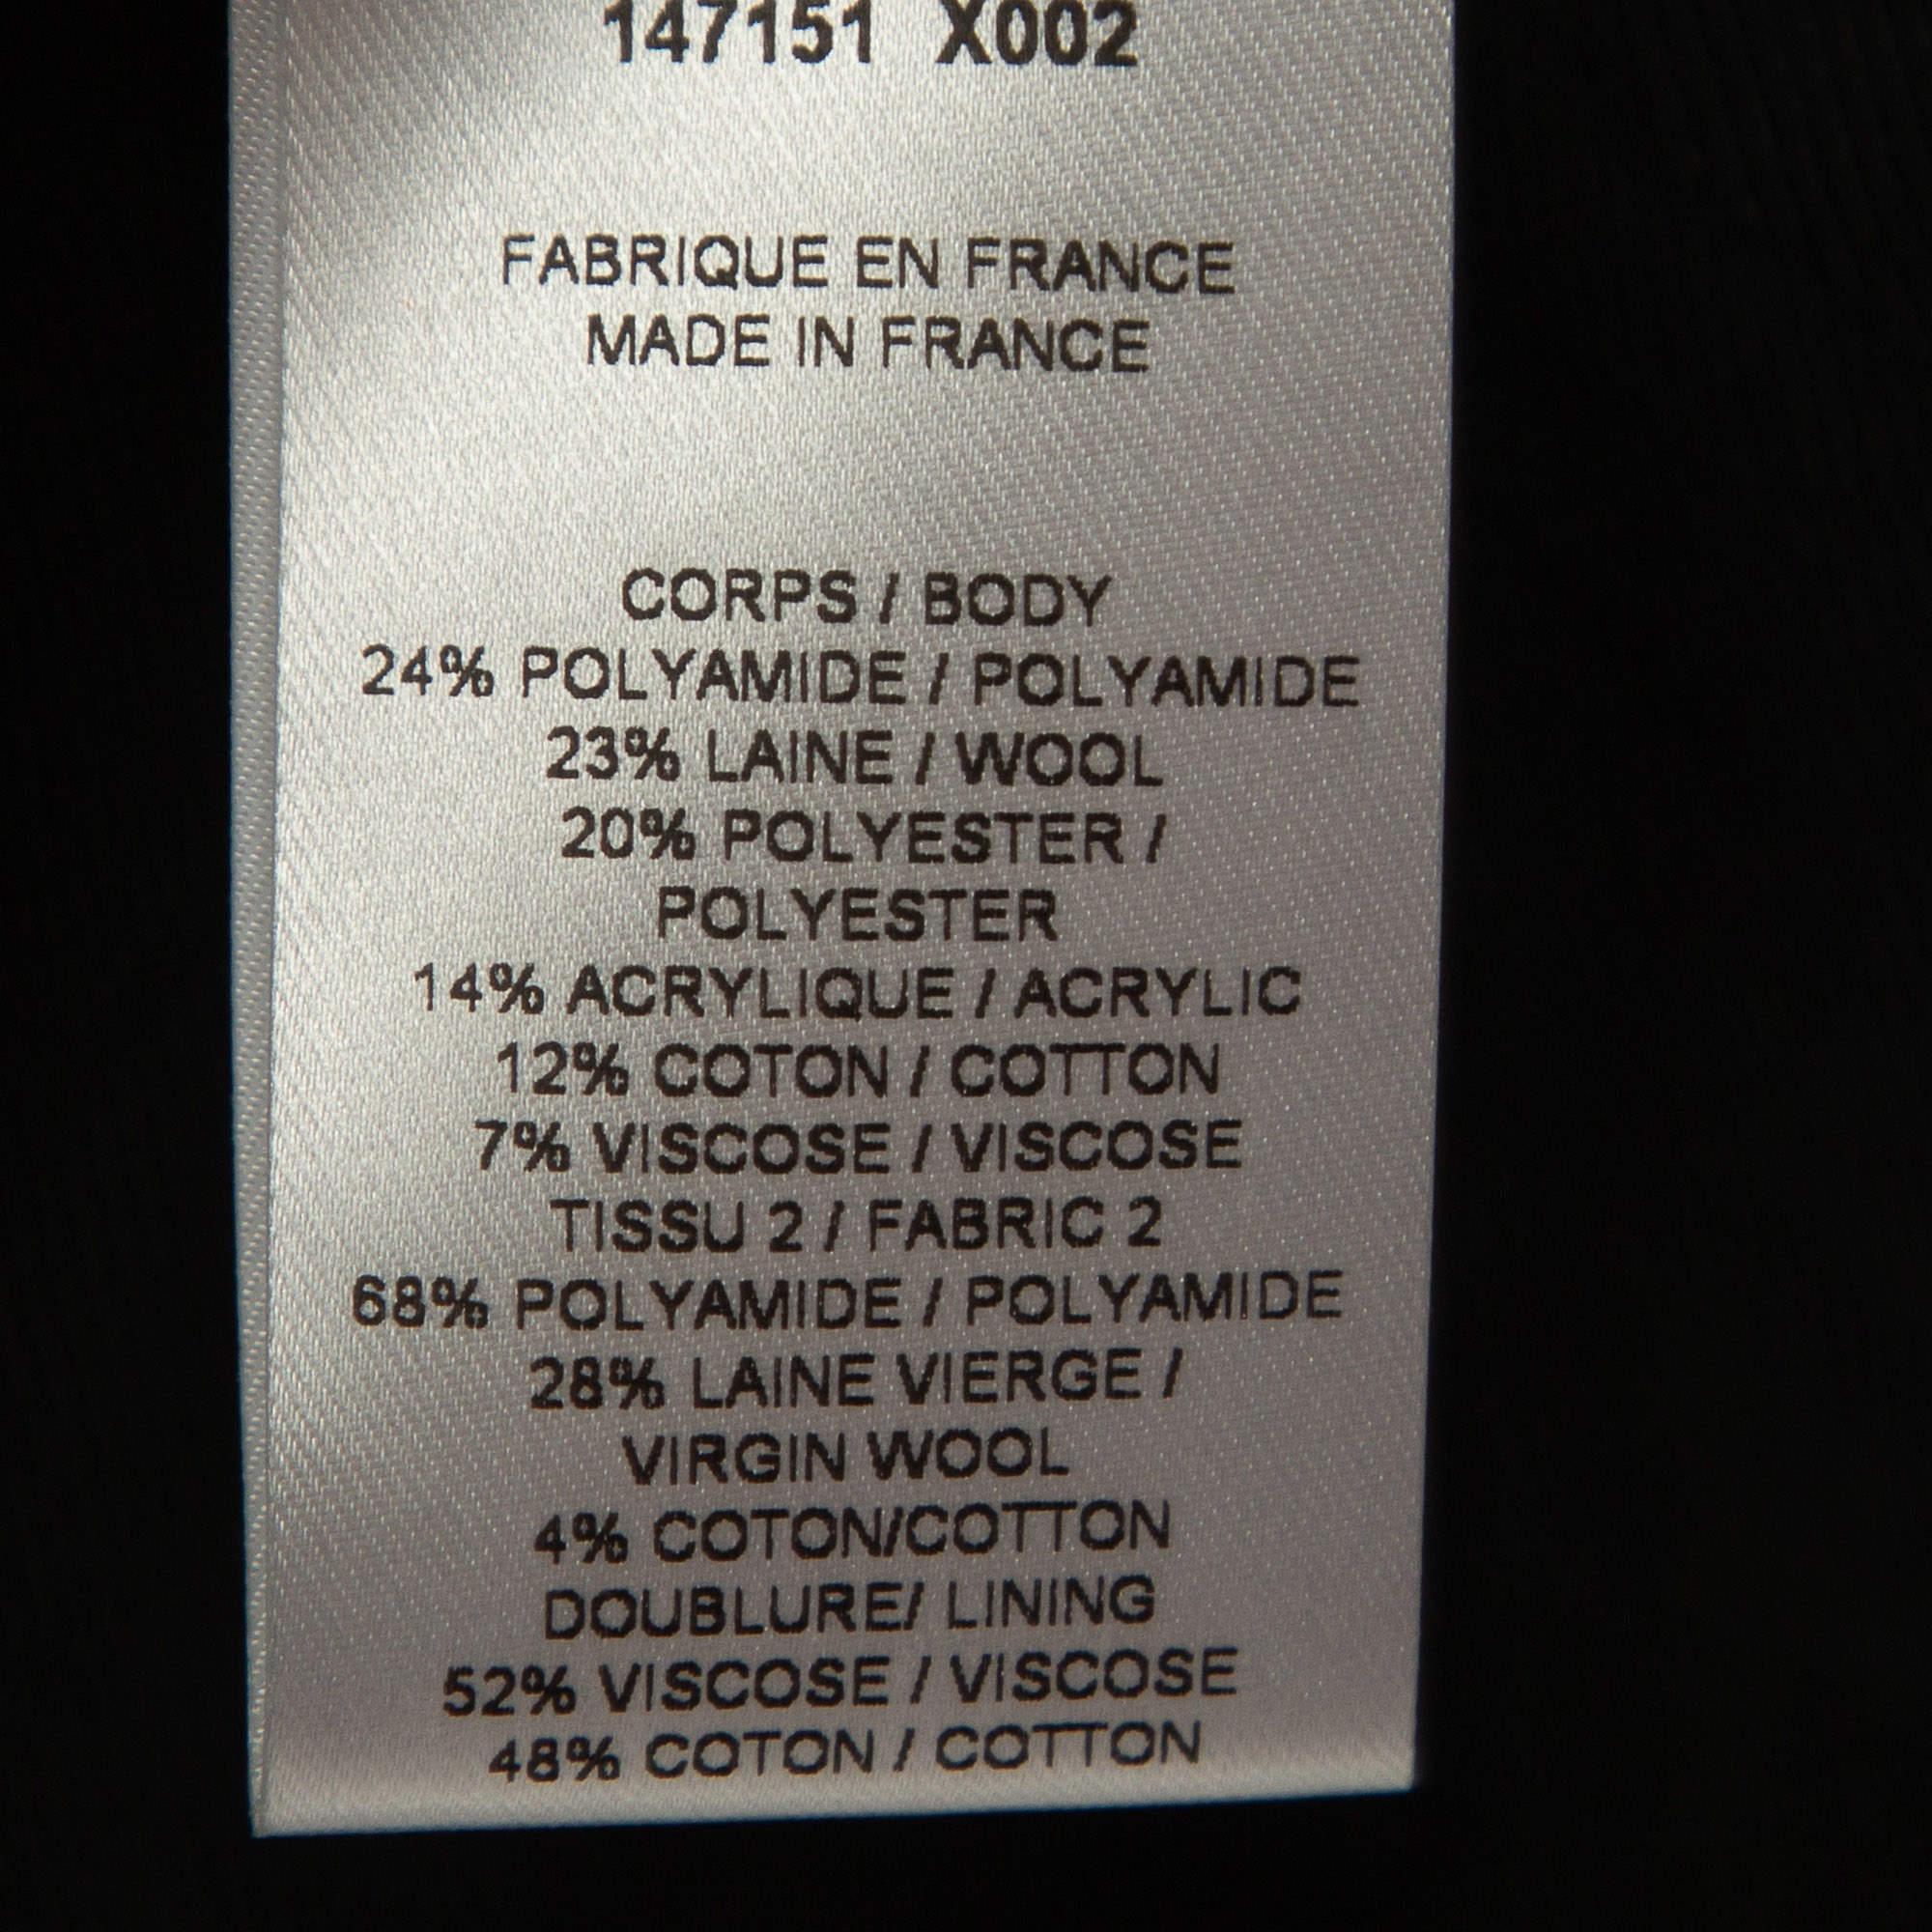 147151 X002
FABRIQUE EN FRANCE
MADE IN FRANCE
CORPS / BODY
24% POLYAMIDE / POLYAMIDE
23% LAINE / WOOL
20% POLYESTER /
POLYESTER
14% ACRYLIQUE / ACRYLIC
12% COTON / COTTON
7% VISCOSE / VISCOSE
TISSU 2 / FABRIC 2
68% POLYAMIDE / POLYAMIDE
28% LAINE VIERGE /
VIRGIN WOOL
4% COTON/COTTON
DOUBLURE/ LINING
52% VISCOSE / VISCOSE
48% COTON / COTTON